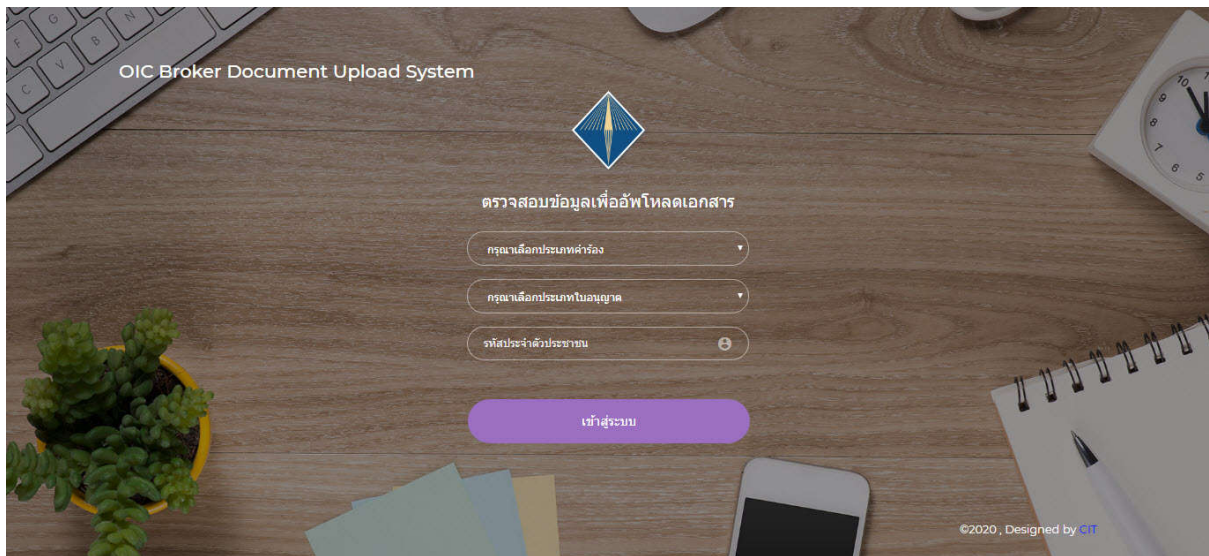 OIC Broker Document Upload System
ตรวจสอบข้อมูลเพื่ออัพโหลดเอกสาร
กรุณาเลือกประเภทคำร้อง
กรุณาเลือกประเภทใบอนุญาต
รหัสประจำตัวประชาชน
เข้าสู่ระบบ
©2020 , Designed by CIT